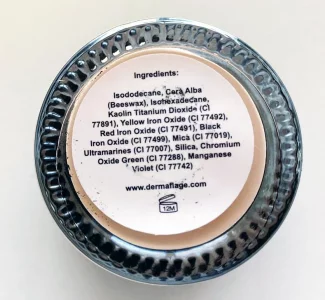 Ingredients:
Isododecane, Cera Alba
(Beeswax), Isohexadecane,
Kaolin Titanium Dioxide (CI
77891), Yellow Iron Oxide (CI 77492),
Red Iron Oxide (CI 77491), Black
Iron Oxide (CI 77499), Mica (CI 77019),
Ultramarines (CI 77007), Silica, Chromium
Oxide Green (CI 77288), Manganese
Violet (CI 77742)
www.dermaflage.com
12M